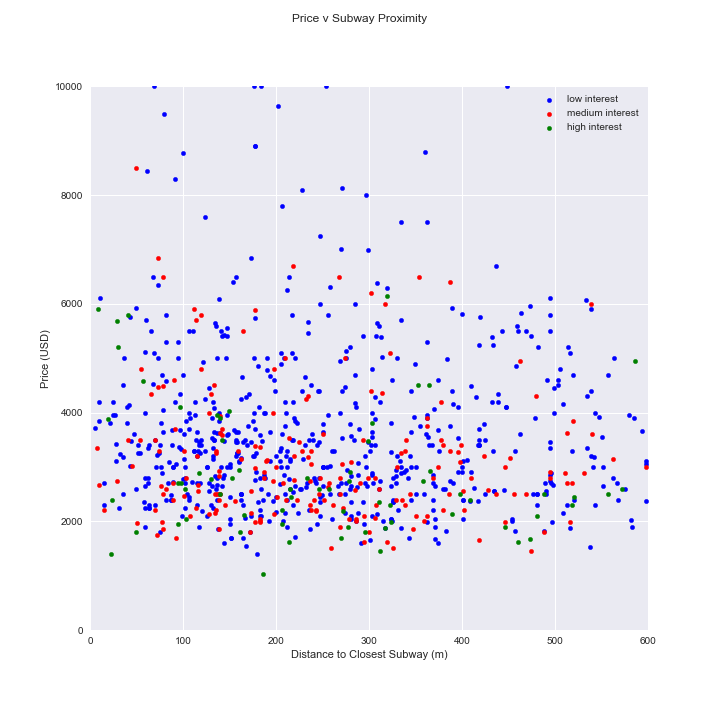 Price v Subway Proximity
low interest
medium interest
high interest
10000
8000
6000
4000
2000
0
Price (USD)
0 100 200 300 400 500 600
Distance to Closest Subway (m)